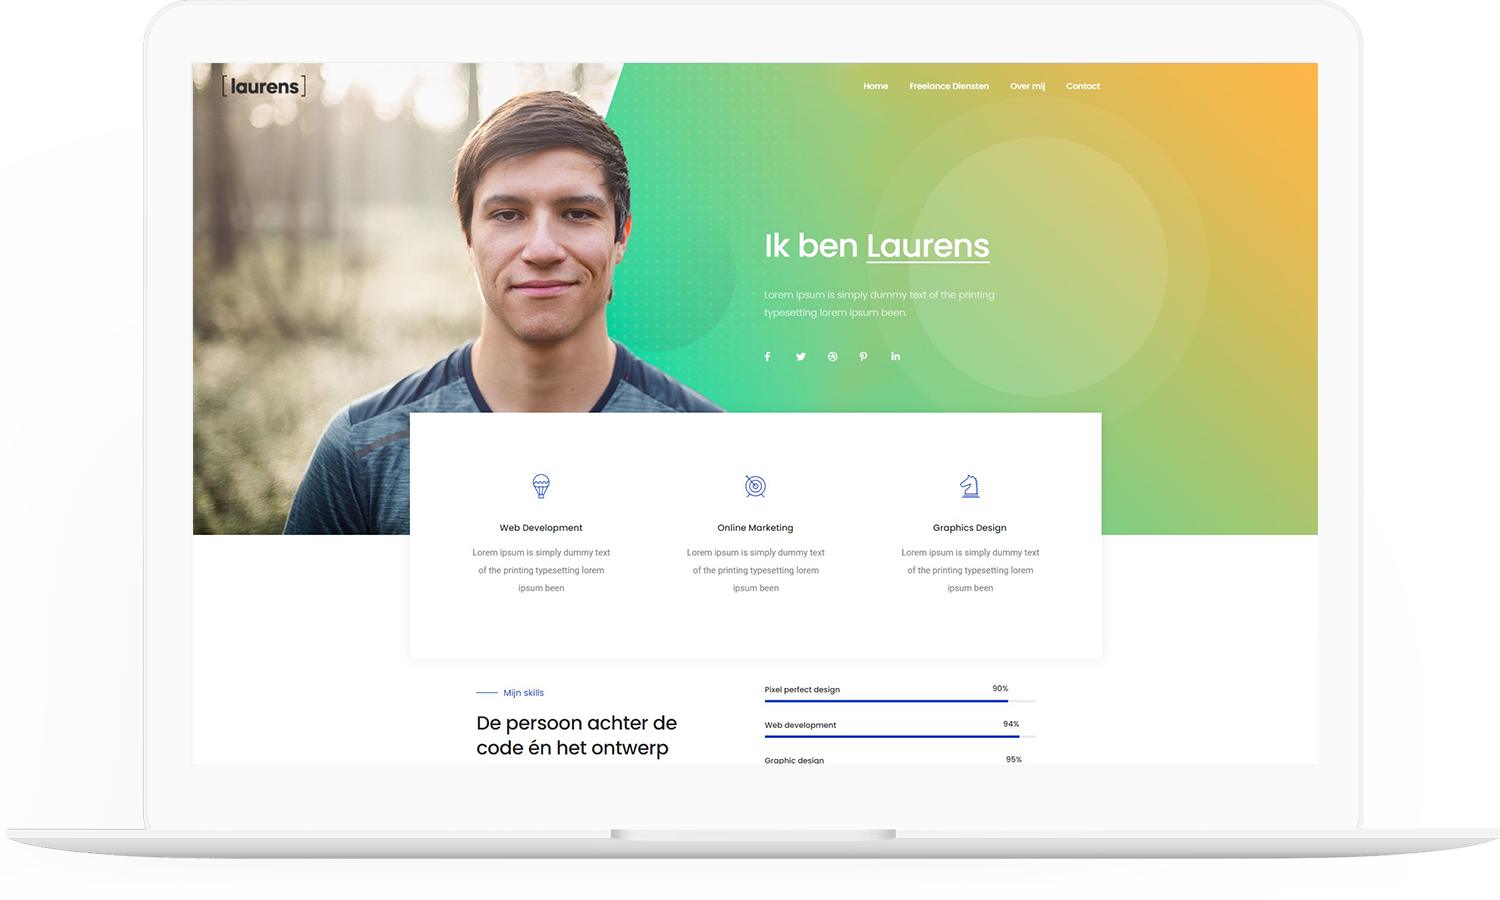 [laurens]
Home Freelance Diensten Over mij Contact
Ik ben Laurens
Lorem ipsum is simply dummy text of the printing
typesetting lorem ipsum been.
Web Development
Lorem ipsum is simply dummy text
of the printing typesetting lorem
ipsum been
Online Marketing
Lorem ipsum is simply dummy text
of the printing typesetting lorem
ipsum been
Graphics Design
Lorem ipsum is simply dummy text
of the printing typesetting lorem
ipsum been
Mijn skills
De persoon achter de
code én het ontwerp
Pixel perfect design 90%
Web development 94%
Graphic design 95%